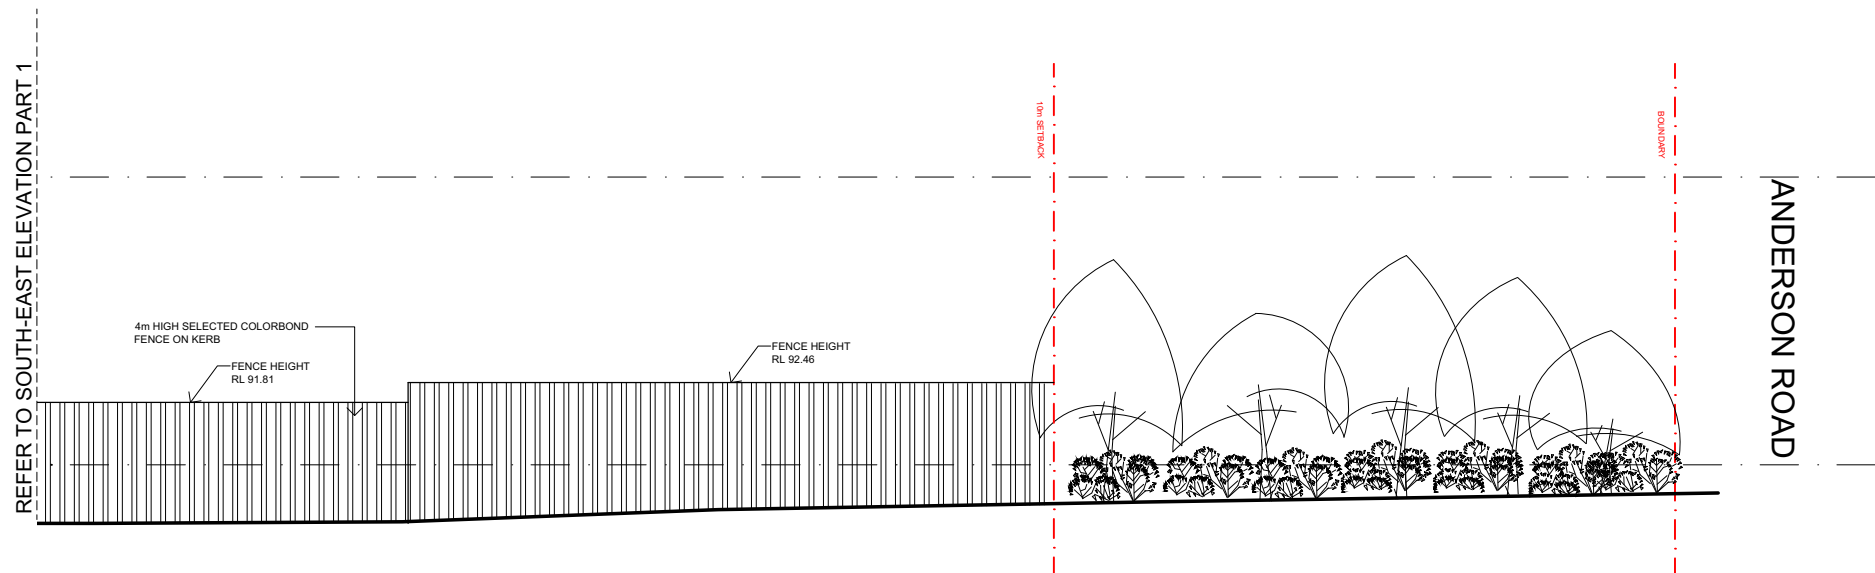 REFER TO SOUTH-EAST ELEVATION PART 1
4m HIGH SELECTED COLORBOND
FENCE ON KERB
FENCE HEIGHT
RL 91.81
FENCE HEIGHT
RL 92.46
10m SETBACK
BOUNDARY
ANDERSON ROAD